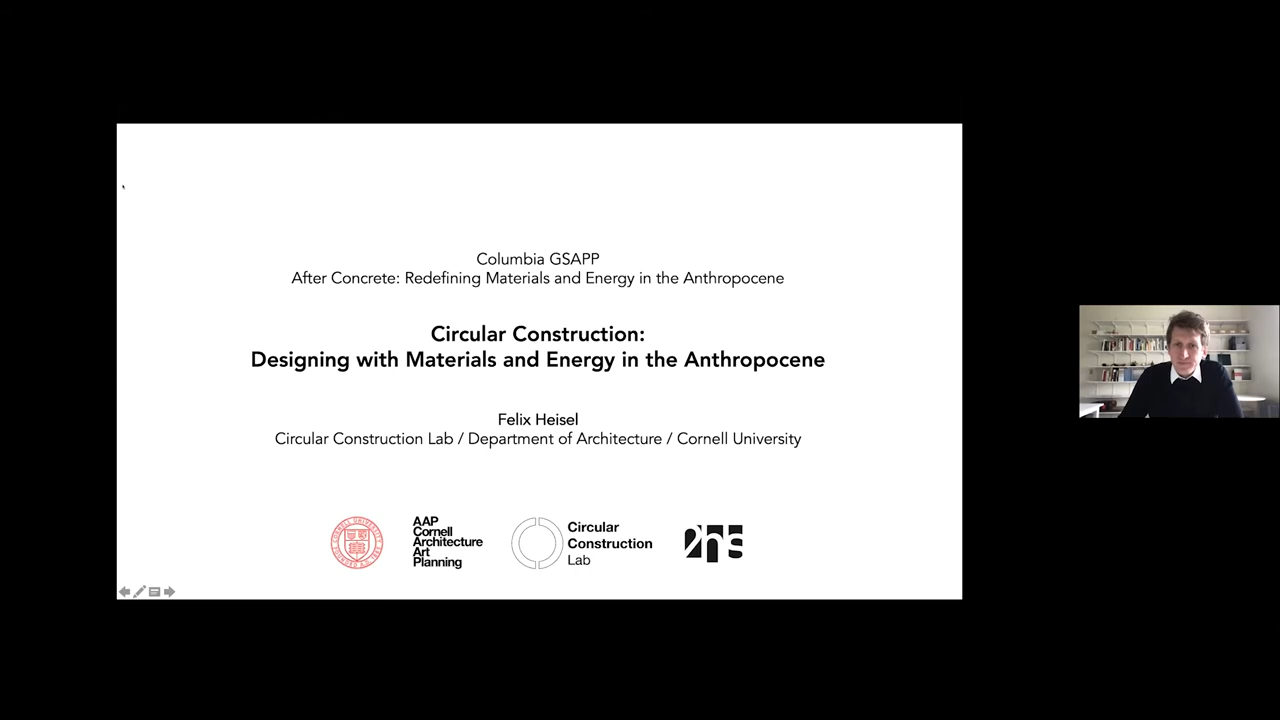 Columbia GSAPP
After Concrete: Redefining Materials and Energy in the Anthropocene
Circular Construction:
Designing with Materials and Energy in the Anthropocene
Felix Heisel
Circular Construction Lab / Department of Architecture / Cornell University
AAP
Cornell
Architecture
Art
Planning
Circular
Construction
Lab
2hs